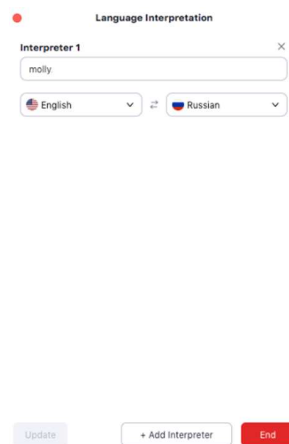 Language Interpretation
Interpreter 1
molly
English
Russian
Update
+ Add Interpreter
End